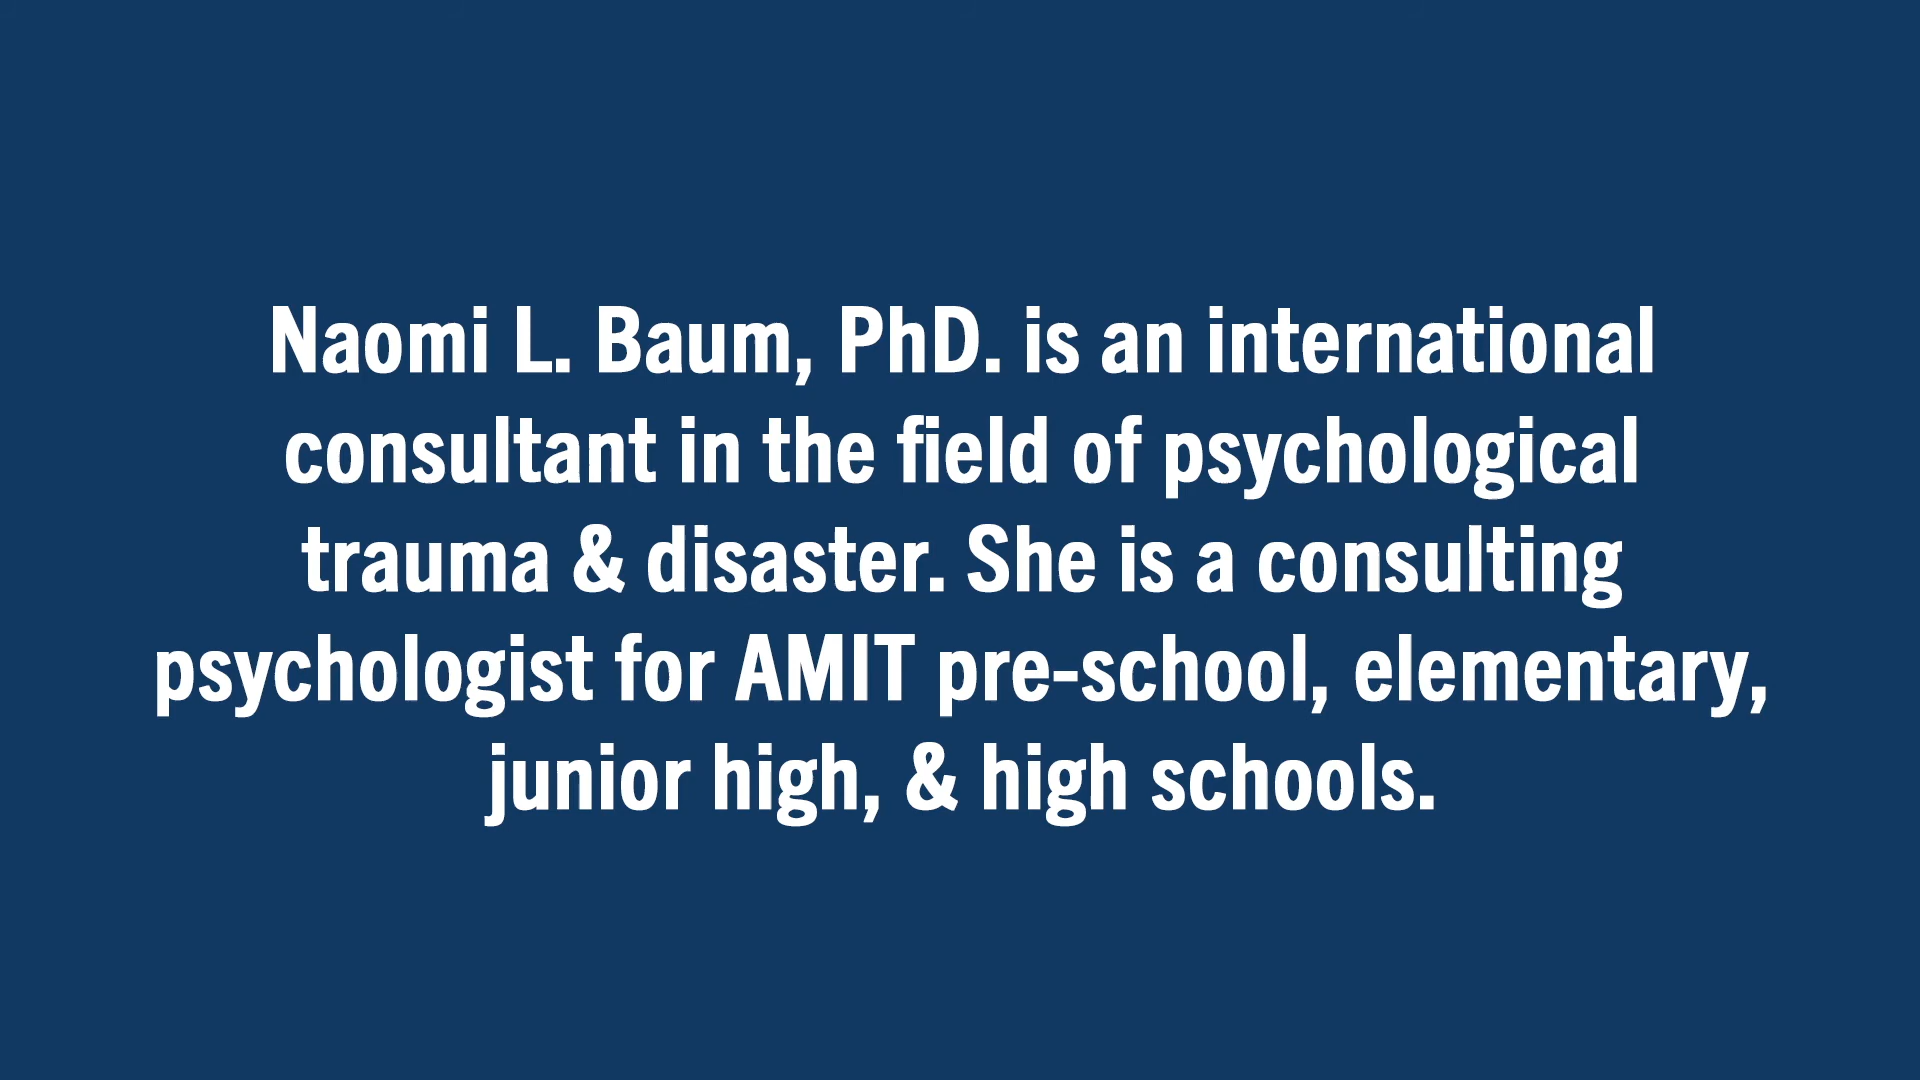 Naomi L. Baum, PhD. is an international
consultant in the field of psychological
trauma & disaster. She is a consulting
psychologist for AMIT pre-school, elementary,
junior high, & high schools.